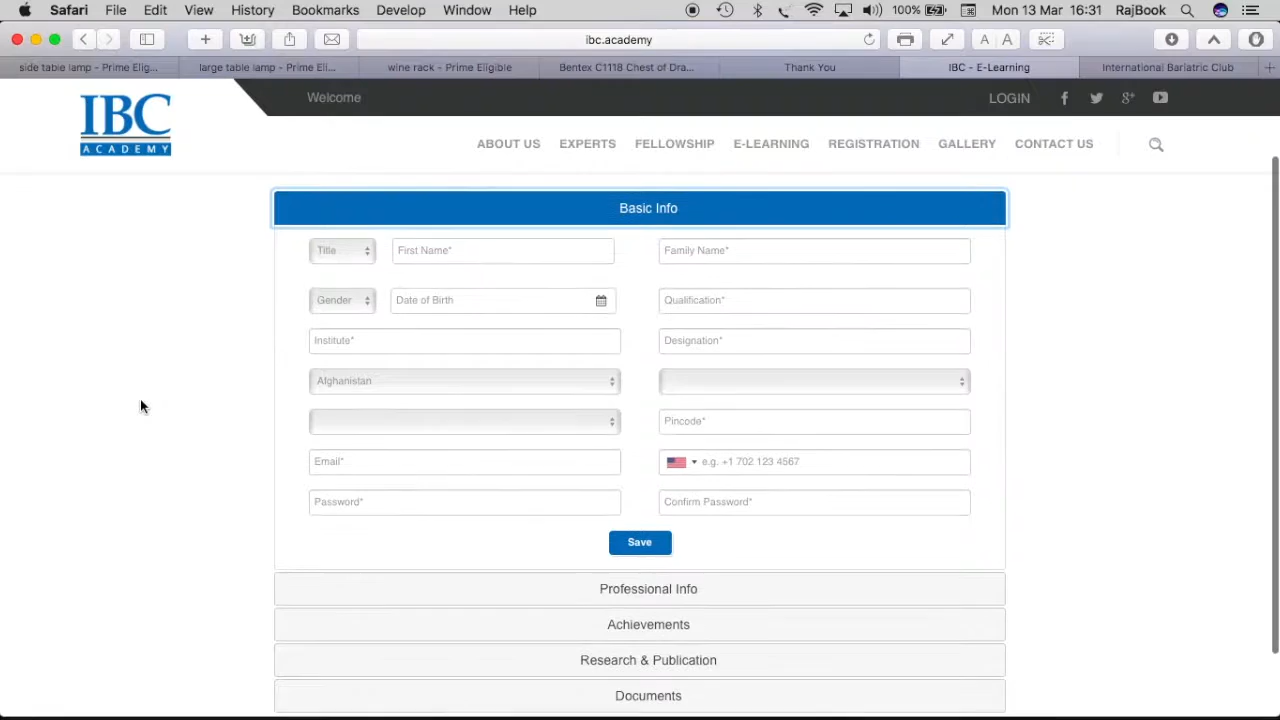 Safari File Edit View History Bookmarks Develop Window Help 100% Mon 13 Mar 16:31 RajBook
ibc.academy A A
side table lamp – Prime Elig... large table lamp – Prime Eli... wine rack – Prime Eligible Bentex C1118 Chest of Dra... Thank You IBC - E-Learning International Bariatric Club
IBC
ACADEMY
Welcome LOGIN
ABOUT US EXPERTS FELLOWSHIP E-LEARNING REGISTRATION GALLERY CONTACT US
Basic Info
Title First Name* Family Name*
Gender Date of Birth Qualification*
Institute* Designation*
Afghanistan
Pincode*
Email* e.g. +1 702 123 4567
Password* Confirm Password*
Save
Professional Info
Achievements
Research & Publication
Documents